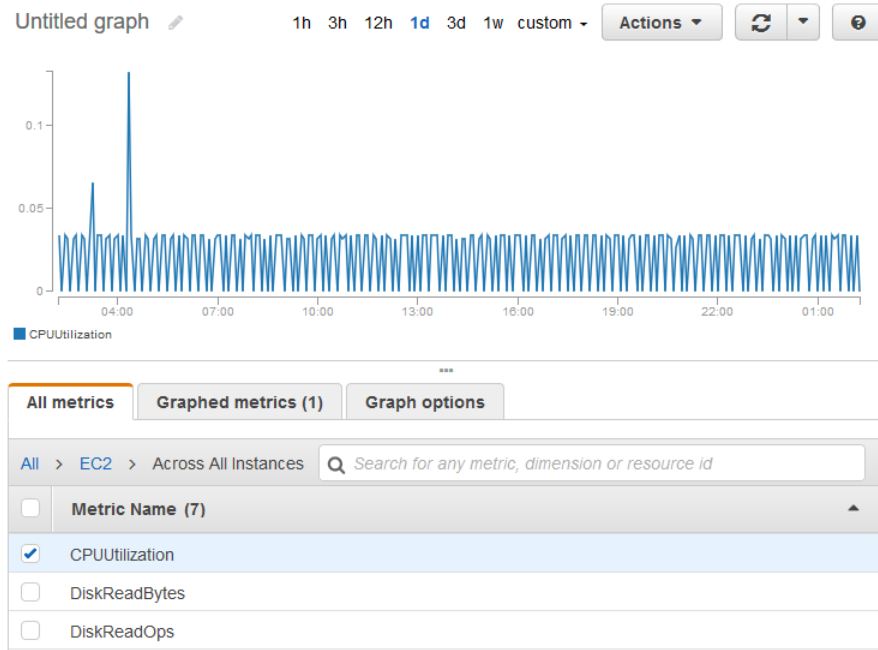 Untitled graph 1h 3h 12h 1d 3d 1w custom Actions
0.1
0.05
0
04:00 07:00 10:00 13:00 16:00 19:00 22:00 01:00
CPUUtilization
All metrics Graphed metrics (1) Graph options
All > EC2 > Across All Instances Search for any metric, dimension or resource id
Metric Name (7)
CPUUtilization
DiskReadBytes
DiskReadOps